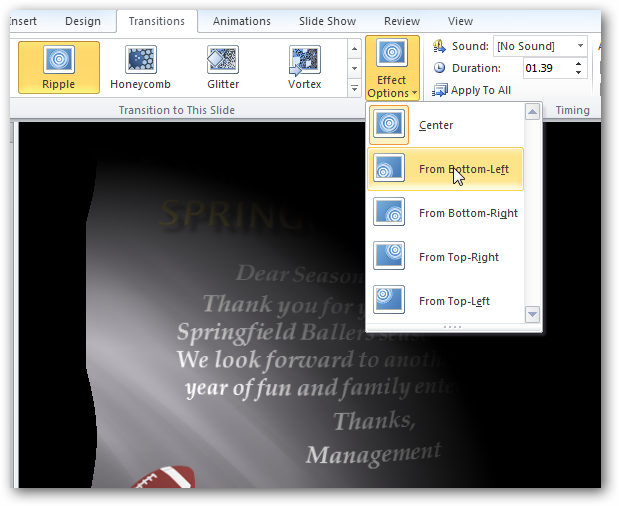 Insert Design Transitions Animations Slide Show Review View
Ripple Honeycomb Glitter Vortex
Effect Options
Sound: [No Sound]
Duration: 01.39
Apply To All
Transition to This Slide Timing
Center
From Bottom-Left
From Bottom-Right
From Top-Right
From Top-Left
SPRING
Dear Season
Thank you for y
Springfield Ballers seas
We look forward to anoth
year of fun and family ente
Thanks,
Management